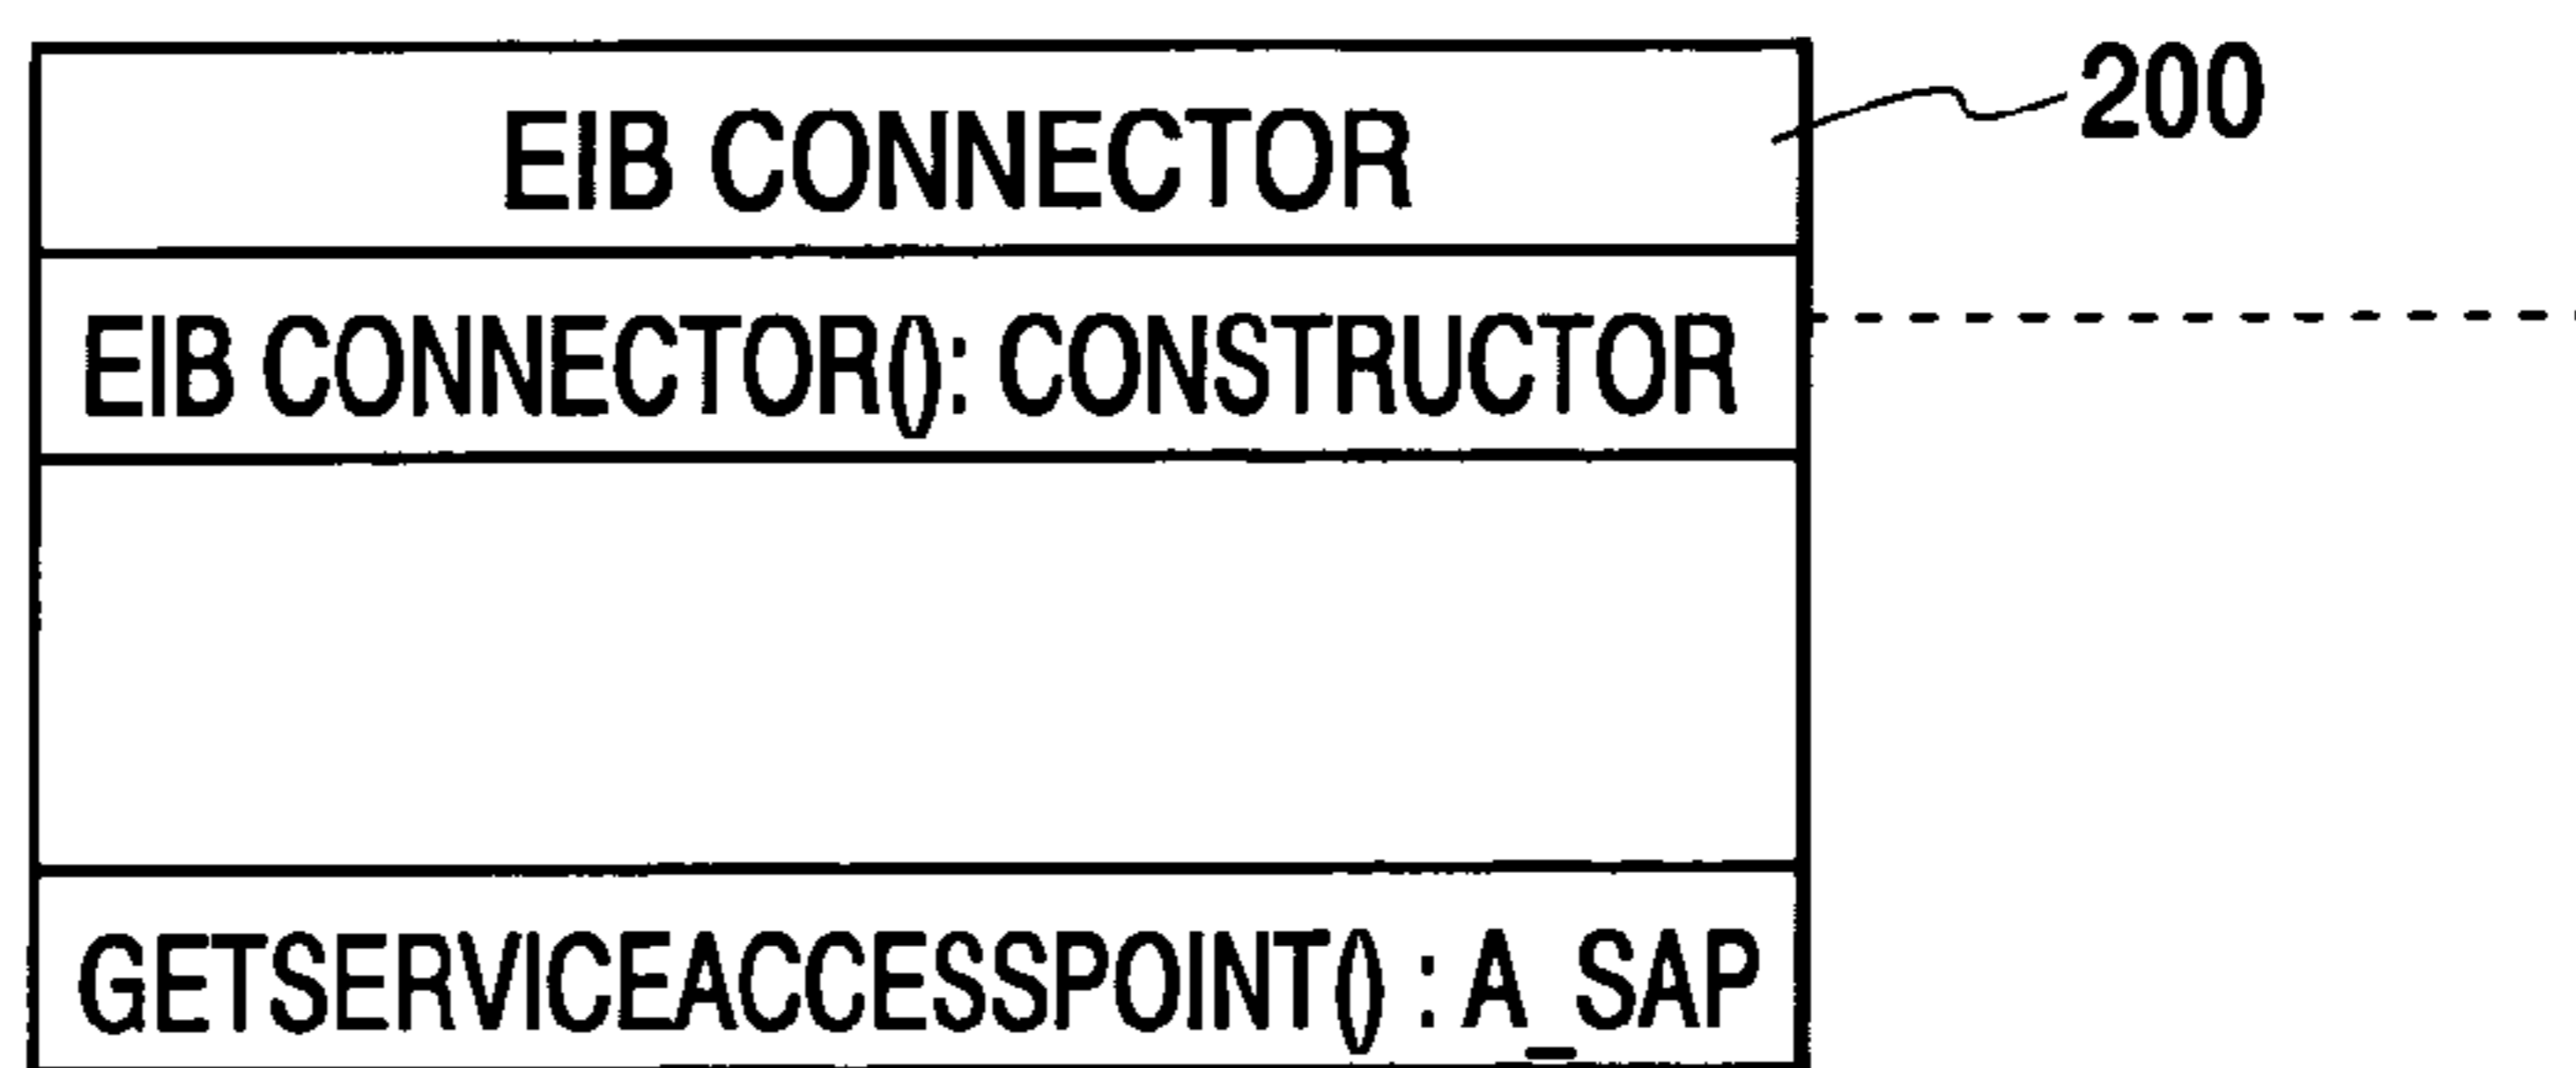 EIB CONNECTOR
200
EIB CONNECTOR(): CONSTRUCTOR
GETSERVICEACCESSPOINT() : A_SAP